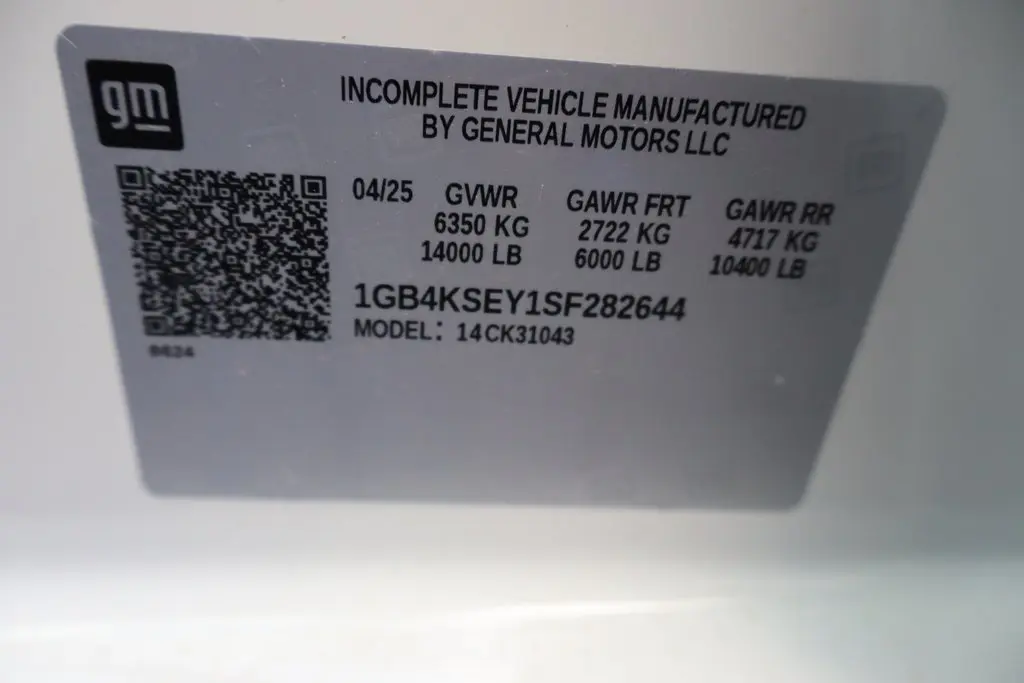 gm
INCOMPLETE VEHICLE MANUFACTURED
BY GENERAL MOTORS LLC
04/25 GVWR GAWR FRT GAWR RR
6350 KG 2722 KG 4717 KG
14000 LB 6000 LB 10400 LB
1GB4KSEY1SF282644
MODEL: 14CK31043